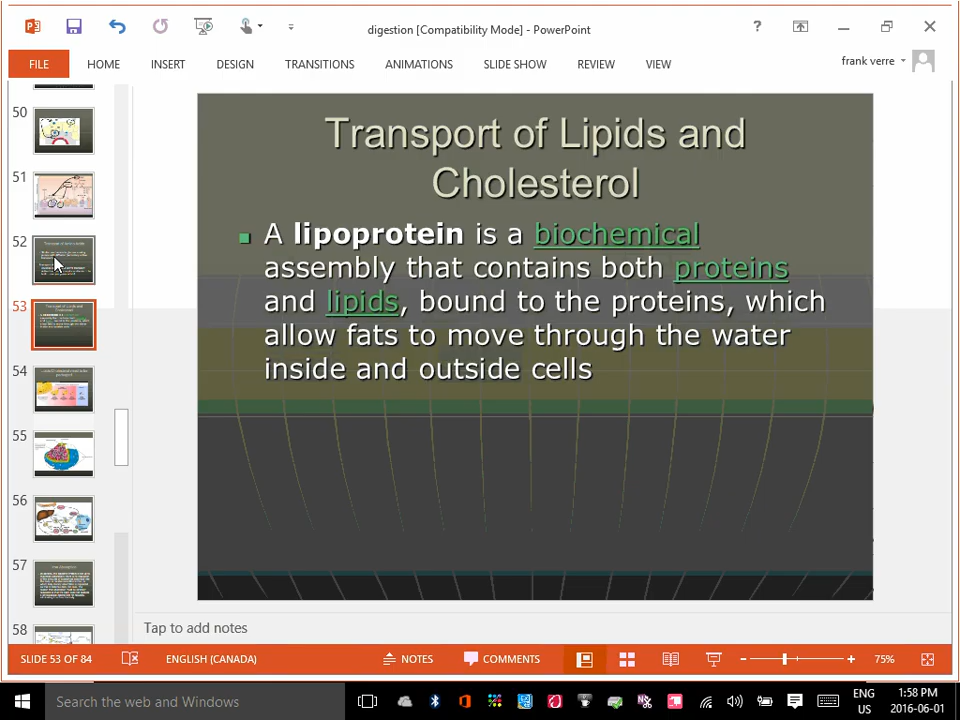 digestion [Compatibility Mode] - PowerPoint
?
FILE HOME INSERT DESIGN TRANSITIONS ANIMATIONS SLIDE SHOW REVIEW VIEW
frank verre
50
51
52
53
54
55
56
57
58
Transport of Lipids and
Cholesterol
A lipoprotein is a biochemical
assembly that contains both proteins
and lipids, bound to the proteins, which
allow fats to move through the water
inside and outside cells
Tap to add notes
SLIDE 53 OF 84 ENGLISH (CANADA) NOTES COMMENTS 75%
Search the web and Windows
ENG
US
1:58 PM
2016-06-01